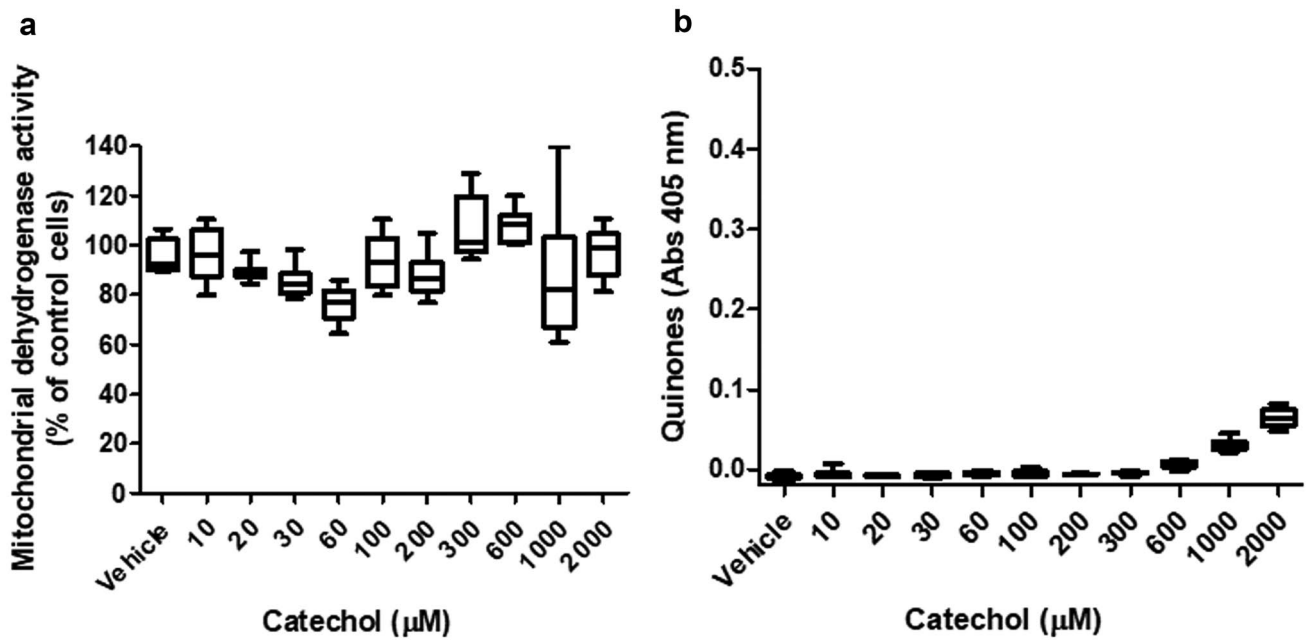 a
Mitochondrial dehydrogenase activity
(% of control cells)
140
120
100
80
60
40
20
0
Vehicle 10 20 30 60 100 200 300 600 1000 2000
Catechol (μM)
b
Quinones (Abs 405 nm)
0.5
0.4
0.3
0.2
0.1
0.0
Vehicle 10 20 30 60 100 200 300 600 1000 2000
Catechol (μM)